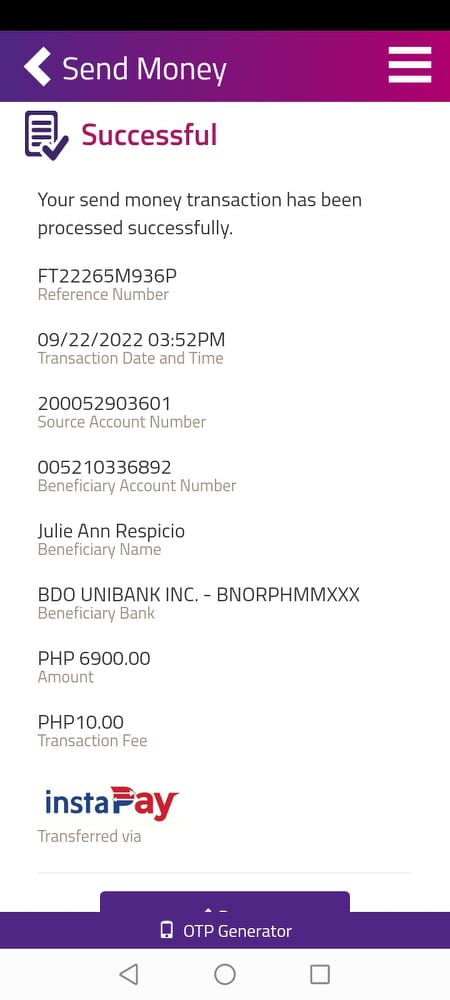 Send Money
Successful
Your send money transaction has been
processed successfully.
FT22265M936P
Reference Number
09/22/2022 03:52PM
Transaction Date and Time
200052903601
Source Account Number
005210336892
Beneficiary Account Number
Julie Ann Respicio
Beneficiary Name
BDO UNIBANK INC. - BNORPHMMXXX
Beneficiary Bank
PHP 6900.00
Amount
PHP10.00
Transaction Fee
instaPay
Transferred via
OTP Generator